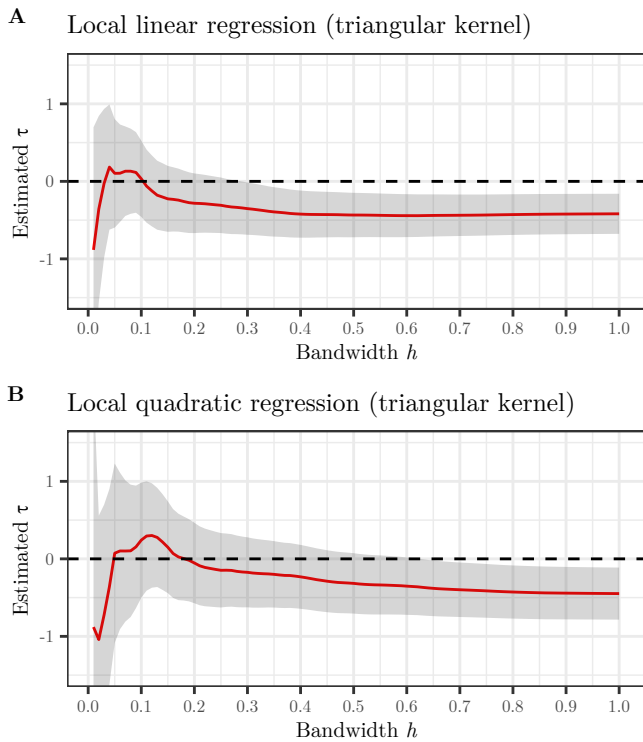 A
Local linear regression (triangular kernel)
Estimated τ
1
0
-1
0.0 0.1 0.2 0.3 0.4 0.5 0.6 0.7 0.8 0.9 1.0
Bandwidth h
B
Local quadratic regression (triangular kernel)
Estimated τ
1
0
-1
0.0 0.1 0.2 0.3 0.4 0.5 0.6 0.7 0.8 0.9 1.0
Bandwidth h